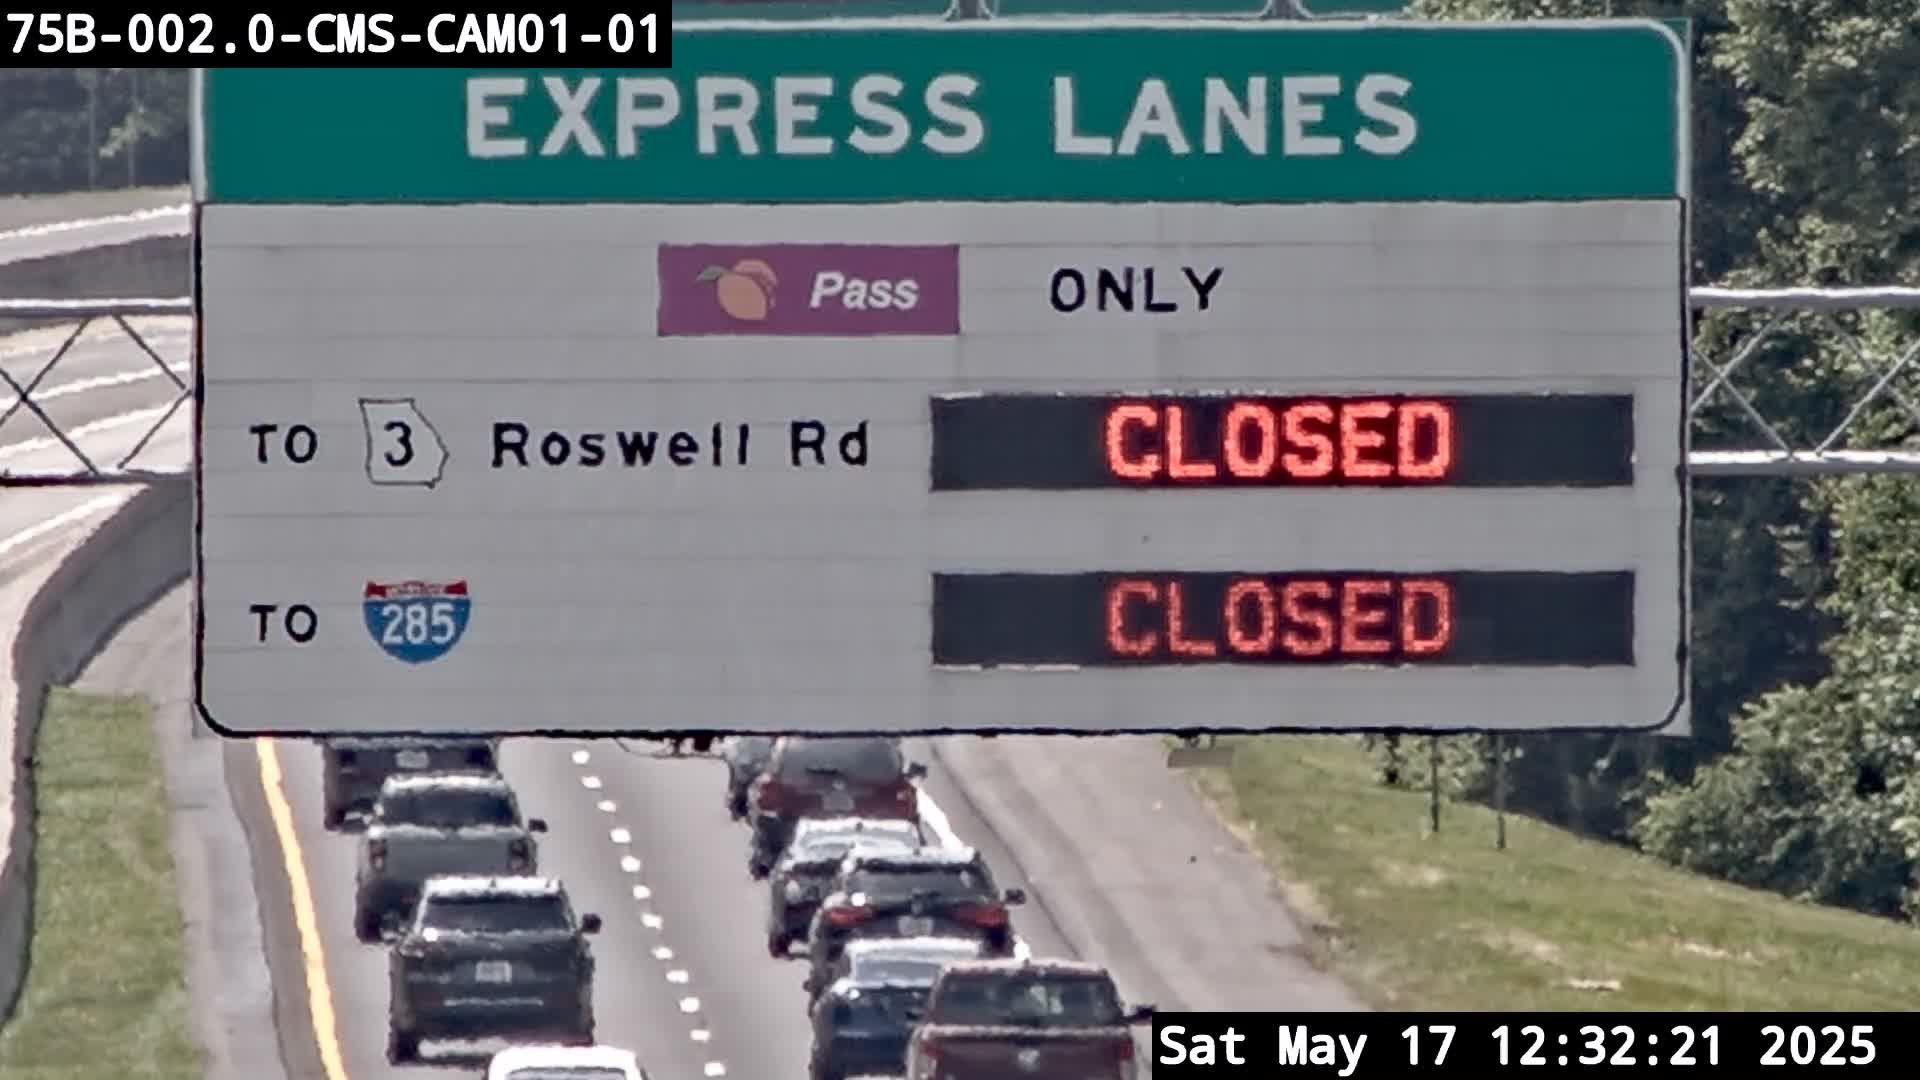 75B-002.0-CMS-CAM01-01
EXPRESS LANES
Pass ONLY
TO 3 Roswell Rd CLOSED
TO 285 CLOSED
Sat May 17 12:32:21 2025